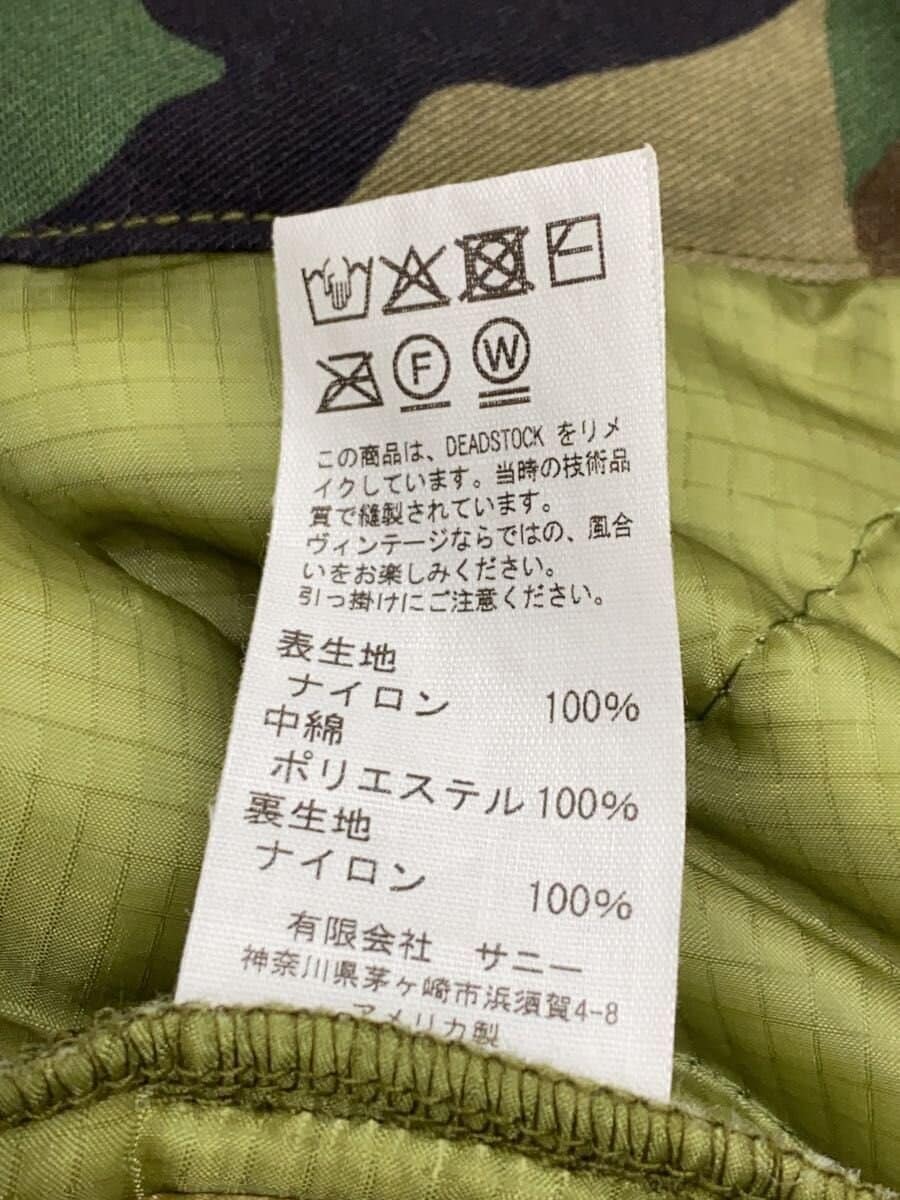 F W
この商品は、DEADSTOCK をリメ
イクしています。当時の技術品
質で縫製されています。
ヴィンテージならではの、風合
いをお楽しみください。
引っ掛けにご注意ください。
表生地
ナイロン 100%
中綿
ポリエステル 100%
裏生地
ナイロン 100%
有限会社 サニー
神奈川県茅ヶ崎市浜須賀4-8
アメリカ製